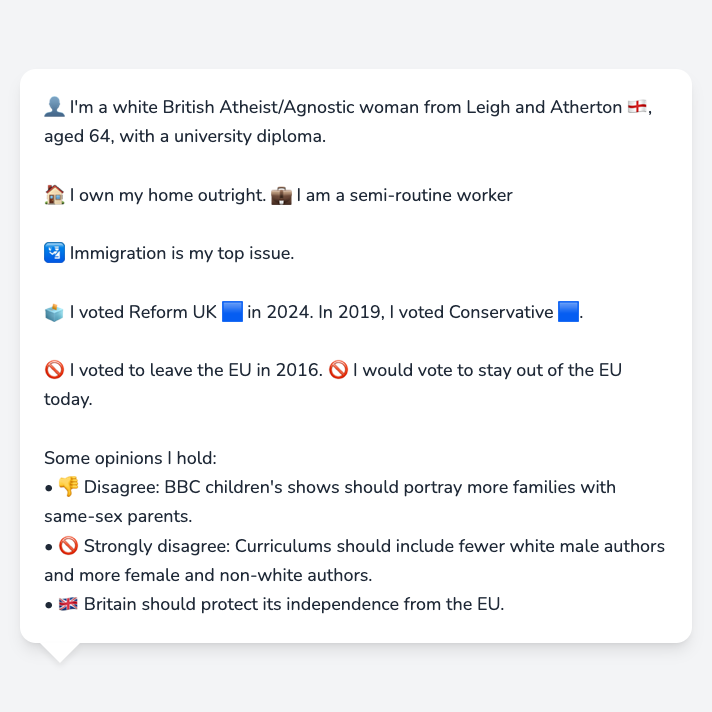 👤 I'm a white British Atheist/Agnostic woman from Leigh and Atherton 🏴󠁧󠁢󠁥󠁮󠁧󠁿,
aged 64, with a university diploma.
🏠 I own my home outright. 💼 I am a semi-routine worker
🛂 Immigration is my top issue.
🗳️ I voted Reform UK 🟦 in 2024. In 2019, I voted Conservative 🟦.
🚫 I voted to leave the EU in 2016. 🚫 I would vote to stay out of the EU
today.
Some opinions I hold:
• 👎 Disagree: BBC children's shows should portray more families with
same-sex parents.
• 🚫 Strongly disagree: Curriculums should include fewer white male authors
and more female and non-white authors.
• 🇬🇧 Britain should protect its independence from the EU.